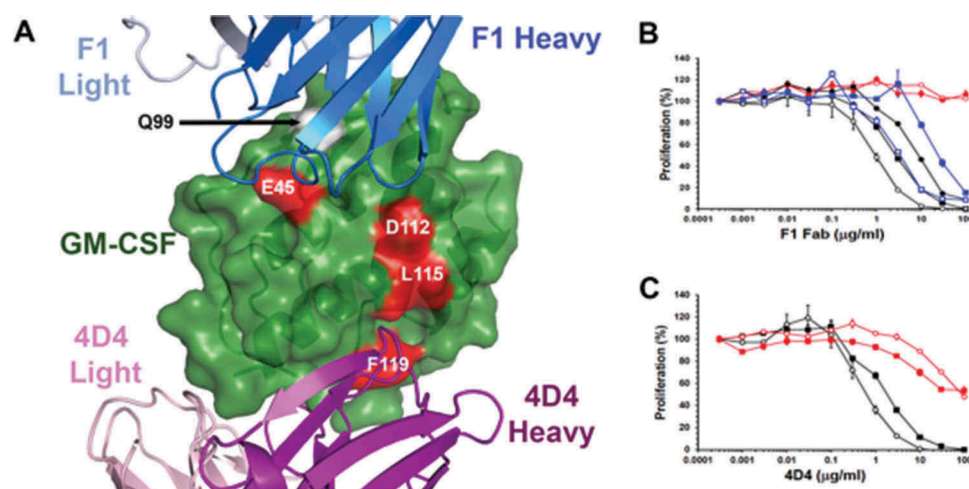 A
F1
Light
F1 Heavy
Q99
E45
D112
GM-CSF
L115
4D4
Light
F119
4D4
Heavy
B
Proliferation (%)
140
120
100
80
60
40
20
0
0.0001 0.001 0.01 0.1 1 10 100
F1 Fab (μg/ml)
C
Proliferation (%)
140
120
100
80
60
40
20
0
0.0001 0.001 0.01 0.1 1 10 100
4D4 (μg/ml)